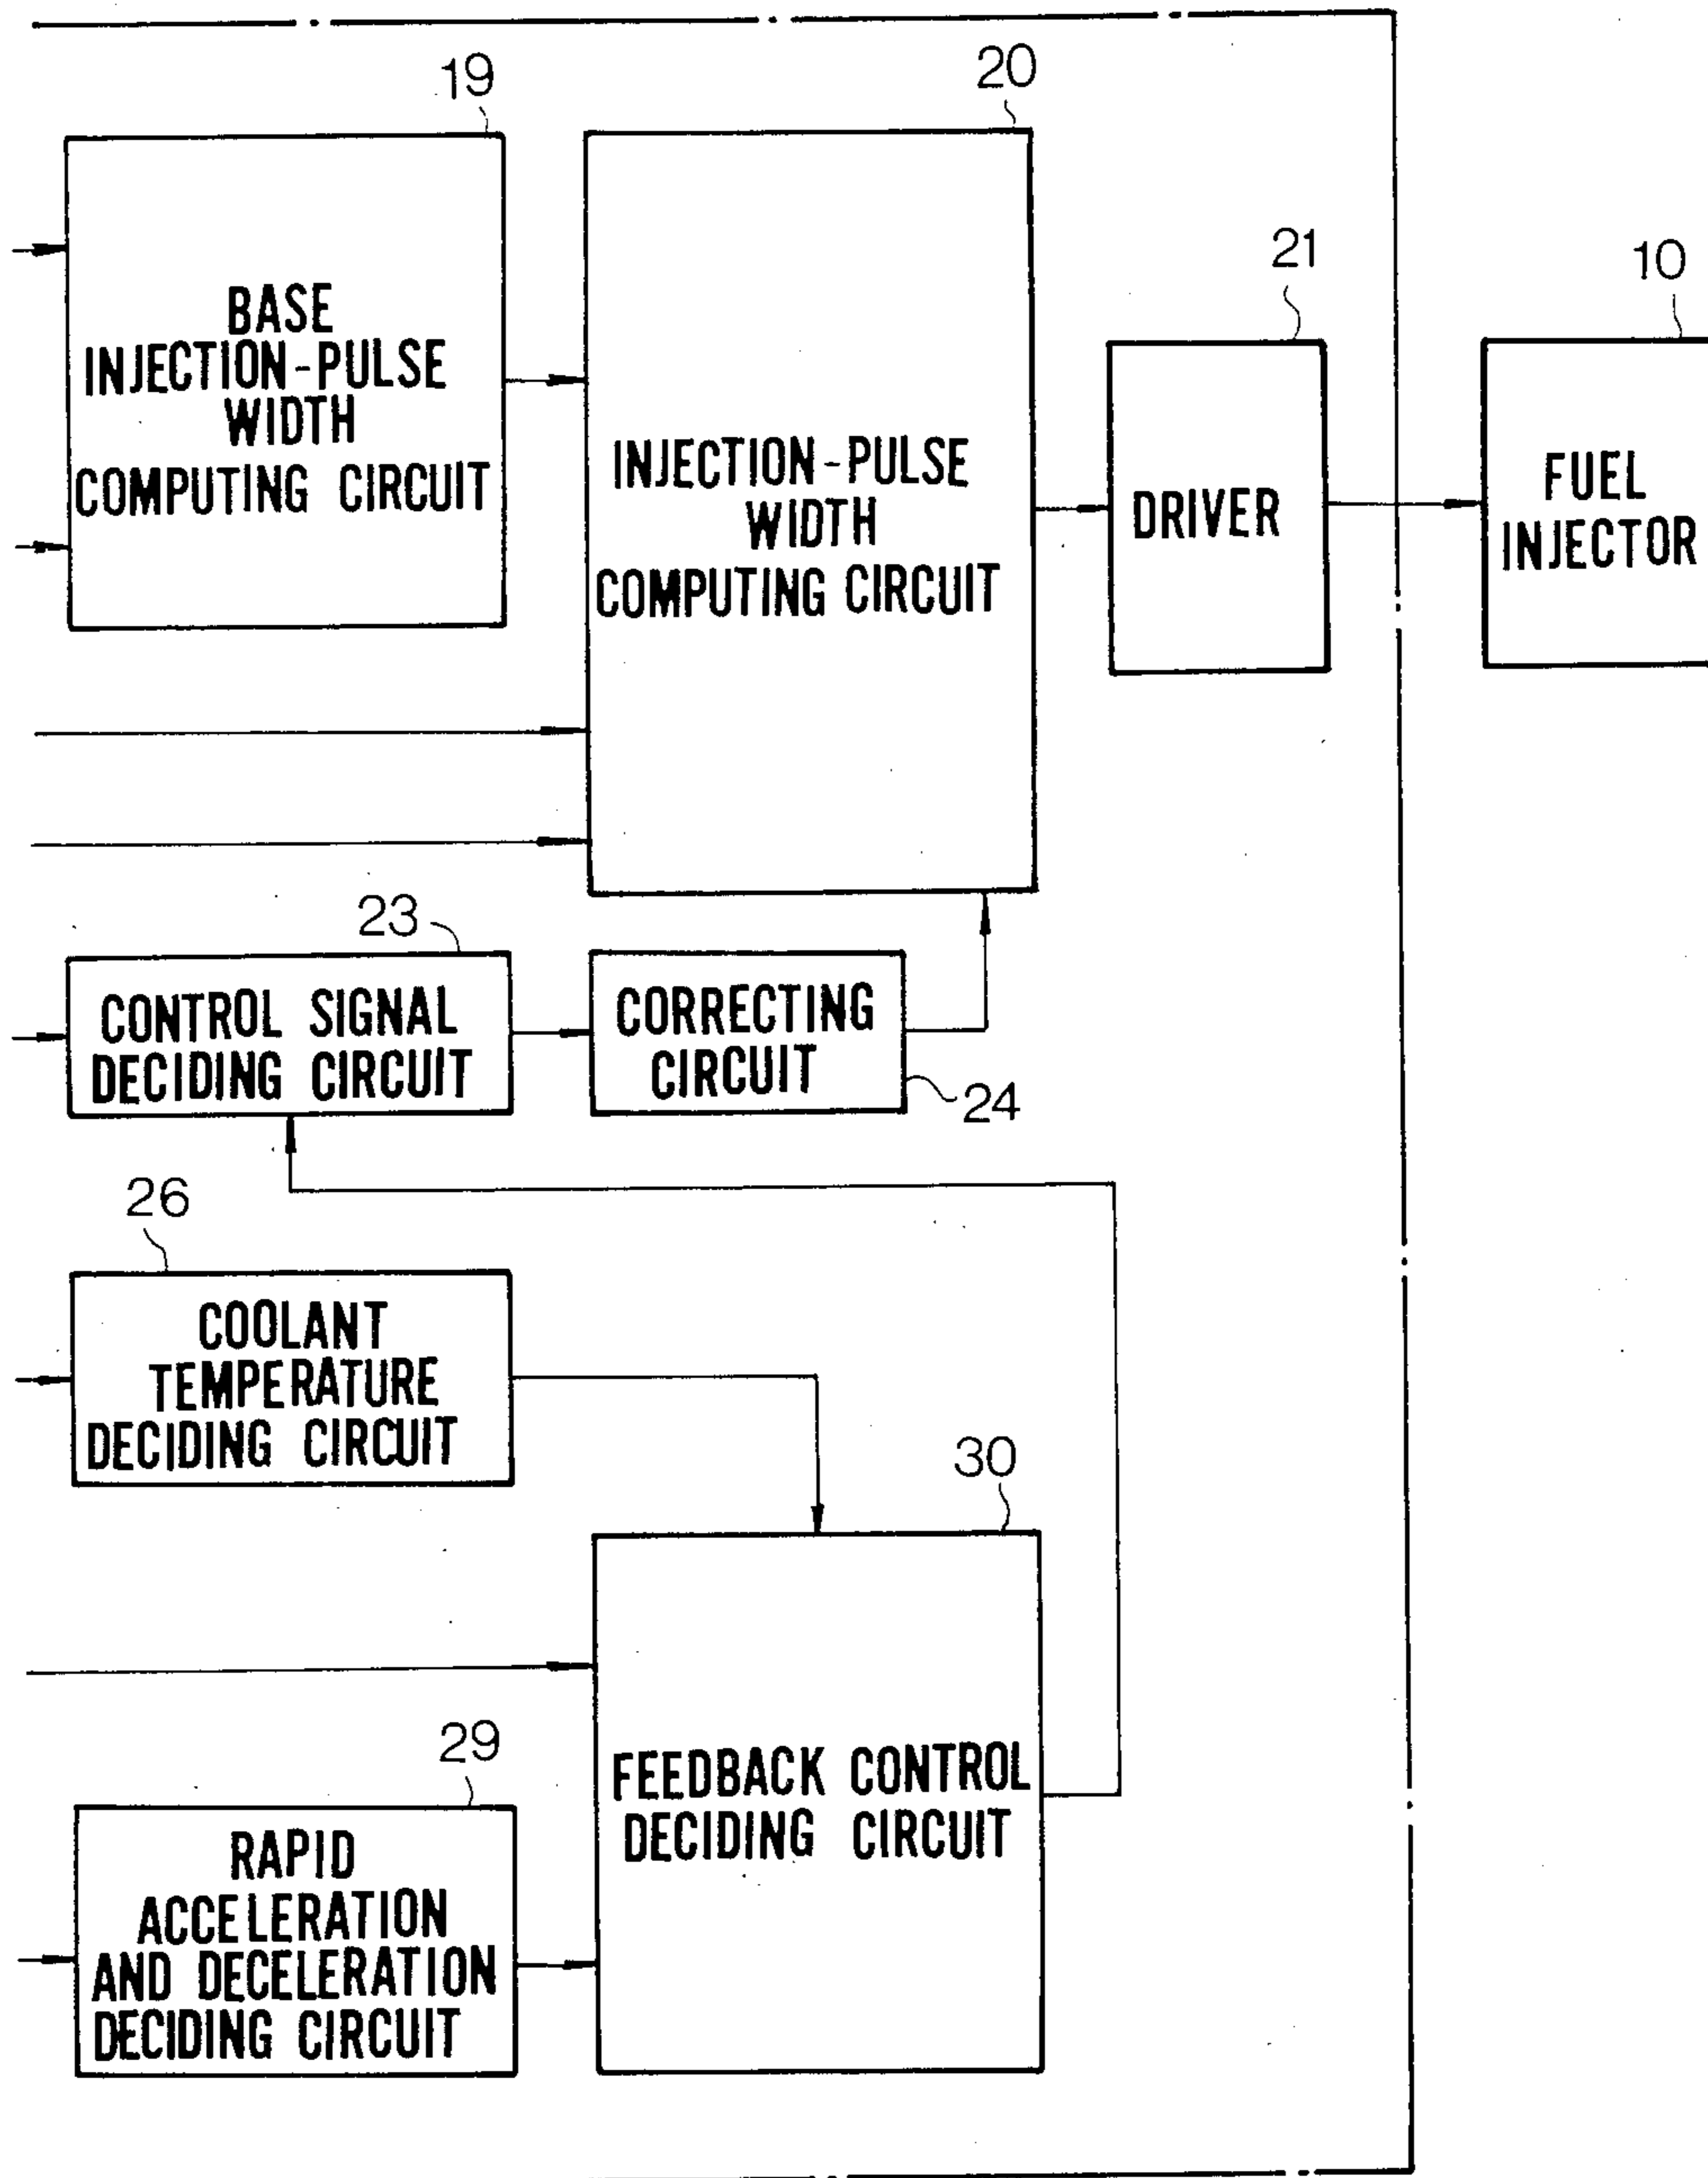 19
20
BASE
INJECTION-PULSE
WIDTH
COMPUTING CIRCUIT
INJECTION-PULSE
WIDTH
COMPUTING CIRCUIT
21
DRIVER
10
FUEL
INJECTOR
23
CONTROL SIGNAL
DECIDING CIRCUIT
CORRECTING
CIRCUIT
24
26
COOLANT
TEMPERATURE
DECIDING CIRCUIT
30
FEEDBACK CONTROL
DECIDING CIRCUIT
29
RAPID
ACCELERATION
AND DECELERATION
DECIDING CIRCUIT